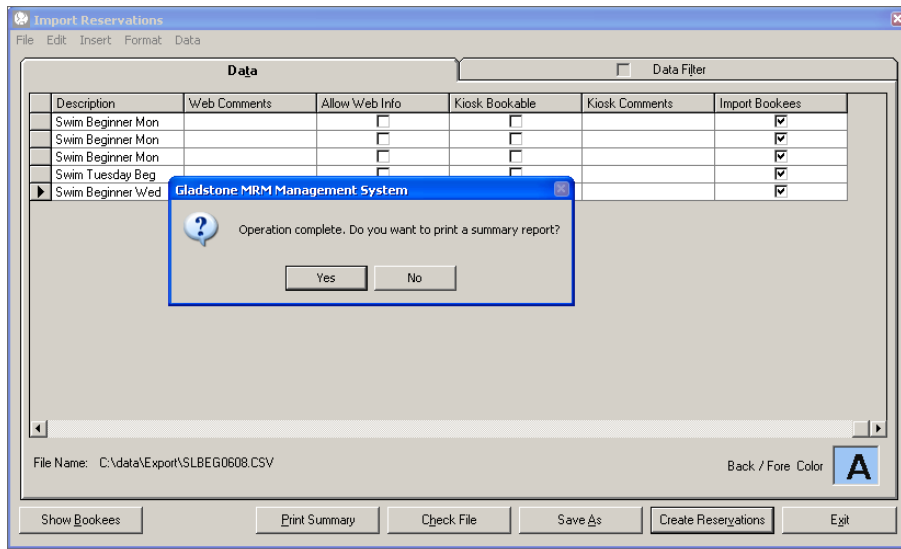 Import Reservations
File Edit Insert Format Data
Data Data Filter
Description Web Comments Allow Web Info Kiosk Bookable Kiosk Comments Import Bookees
Swim Beginner Mon
Swim Beginner Mon
Swim Beginner Mon
Swim Tuesday Beg
Swim Beginner Wed
Gladstone MRM Management System
Operation complete. Do you want to print a summary report?
Yes No
File Name: C:\data\Export\SLBEG0608.CSV
Back / Fore Color A
Show Bookees Print Summary Check File Save As Create Reservations Exit